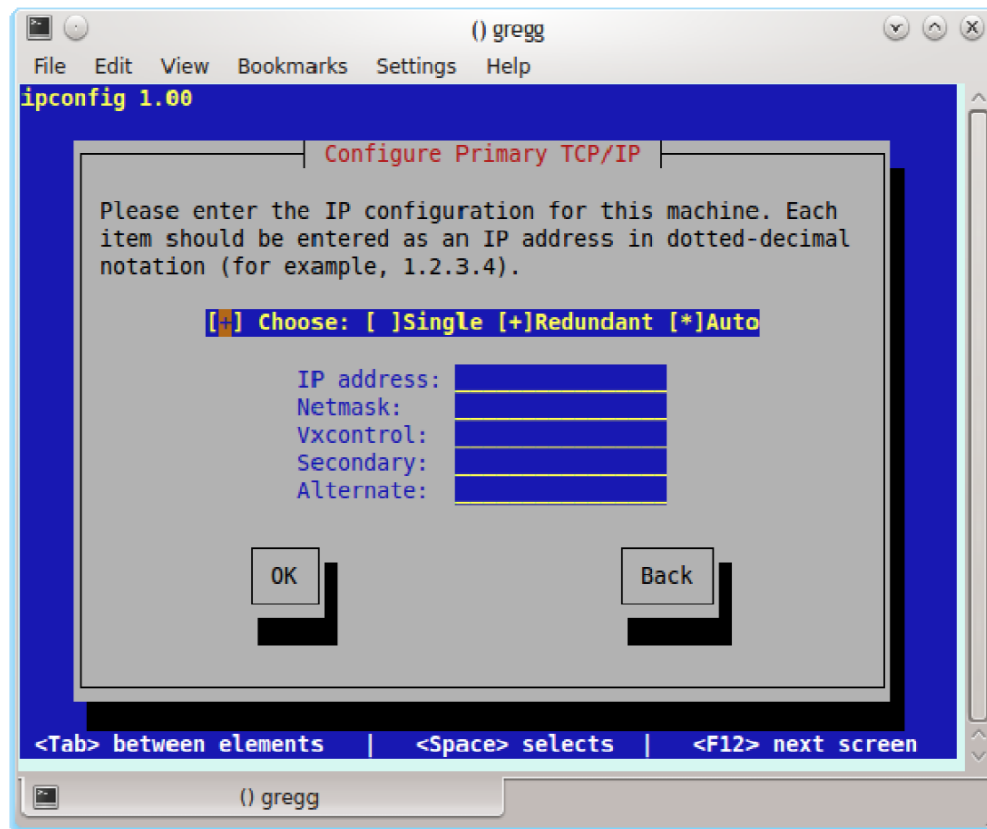 () gregg
File Edit View Bookmarks Settings Help
ipconfig 1.00
Configure Primary TCP/IP
Please enter the IP configuration for this machine. Each
item should be entered as an IP address in dotted-decimal
notation (for example, 1.2.3.4).
[+] Choose: [ ]Single [+]Redundant [*]Auto
IP address:
Netmask:
Vxcontrol:
Secondary:
Alternate:
OK Back
<Tab> between elements | <Space> selects | <F12> next screen
() gregg